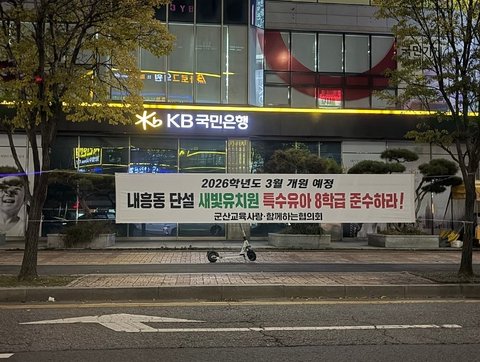 KB 국민은행
2026학년도 3월 개원 예정
내흥동 단설 새빛유치원 특수유아 8학급 준수하라!
군산교육사랑·함께하는협의회